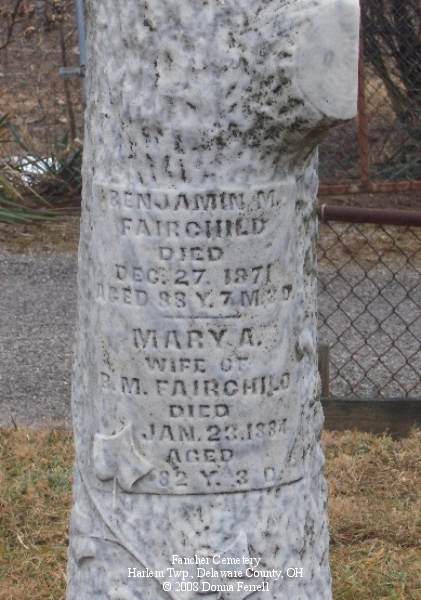 BENJAMIN M.
FAIRCHILD
DIED
DEC. 27. 1871
AGED 7 M.
MARY A.
WIFE OF
B. M. FAIRCHILD
DIED
JAN. 23. 1884
AGED
82 Y. 3 D.
Fancher Cemetery
Harlem Twp., Delaware County, OH
© 2008 Donna Ferrell